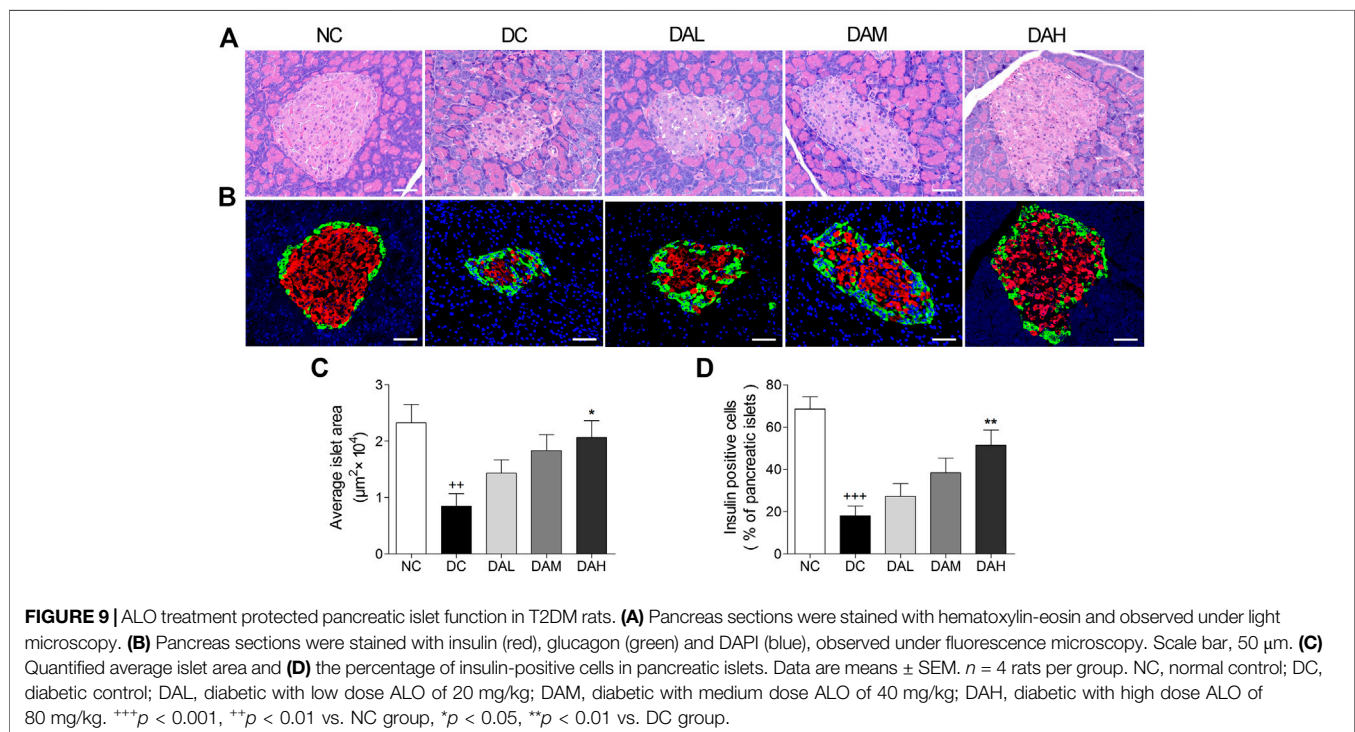 A
NC DC DAL DAM DAH
B
C
Average islet area
(μm²× 10⁴)
3
2
1
0
++
*
NC DC DAL DAM DAH
D
Insulin positive cells
( % of pancreatic islets )
80
60
40
20
0
+++
**
NC DC DAL DAM DAH
FIGURE 9 | ALO treatment protected pancreatic islet function in T2DM rats. (A) Pancreas sections were stained with hematoxylin-eosin and observed under light
microscopy. (B) Pancreas sections were stained with insulin (red), glucagon (green) and DAPI (blue), observed under fluorescence microscopy. Scale bar, 50 μm. (C)
Quantified average islet area and (D) the percentage of insulin-positive cells in pancreatic islets. Data are means ± SEM. n = 4 rats per group. NC, normal control; DC,
diabetic control; DAL, diabetic with low dose ALO of 20 mg/kg; DAM, diabetic with medium dose ALO of 40 mg/kg; DAH, diabetic with high dose ALO of
80 mg/kg. +++p < 0.001, ++p < 0.01 vs. NC group, *p < 0.05, **p < 0.01 vs. DC group.